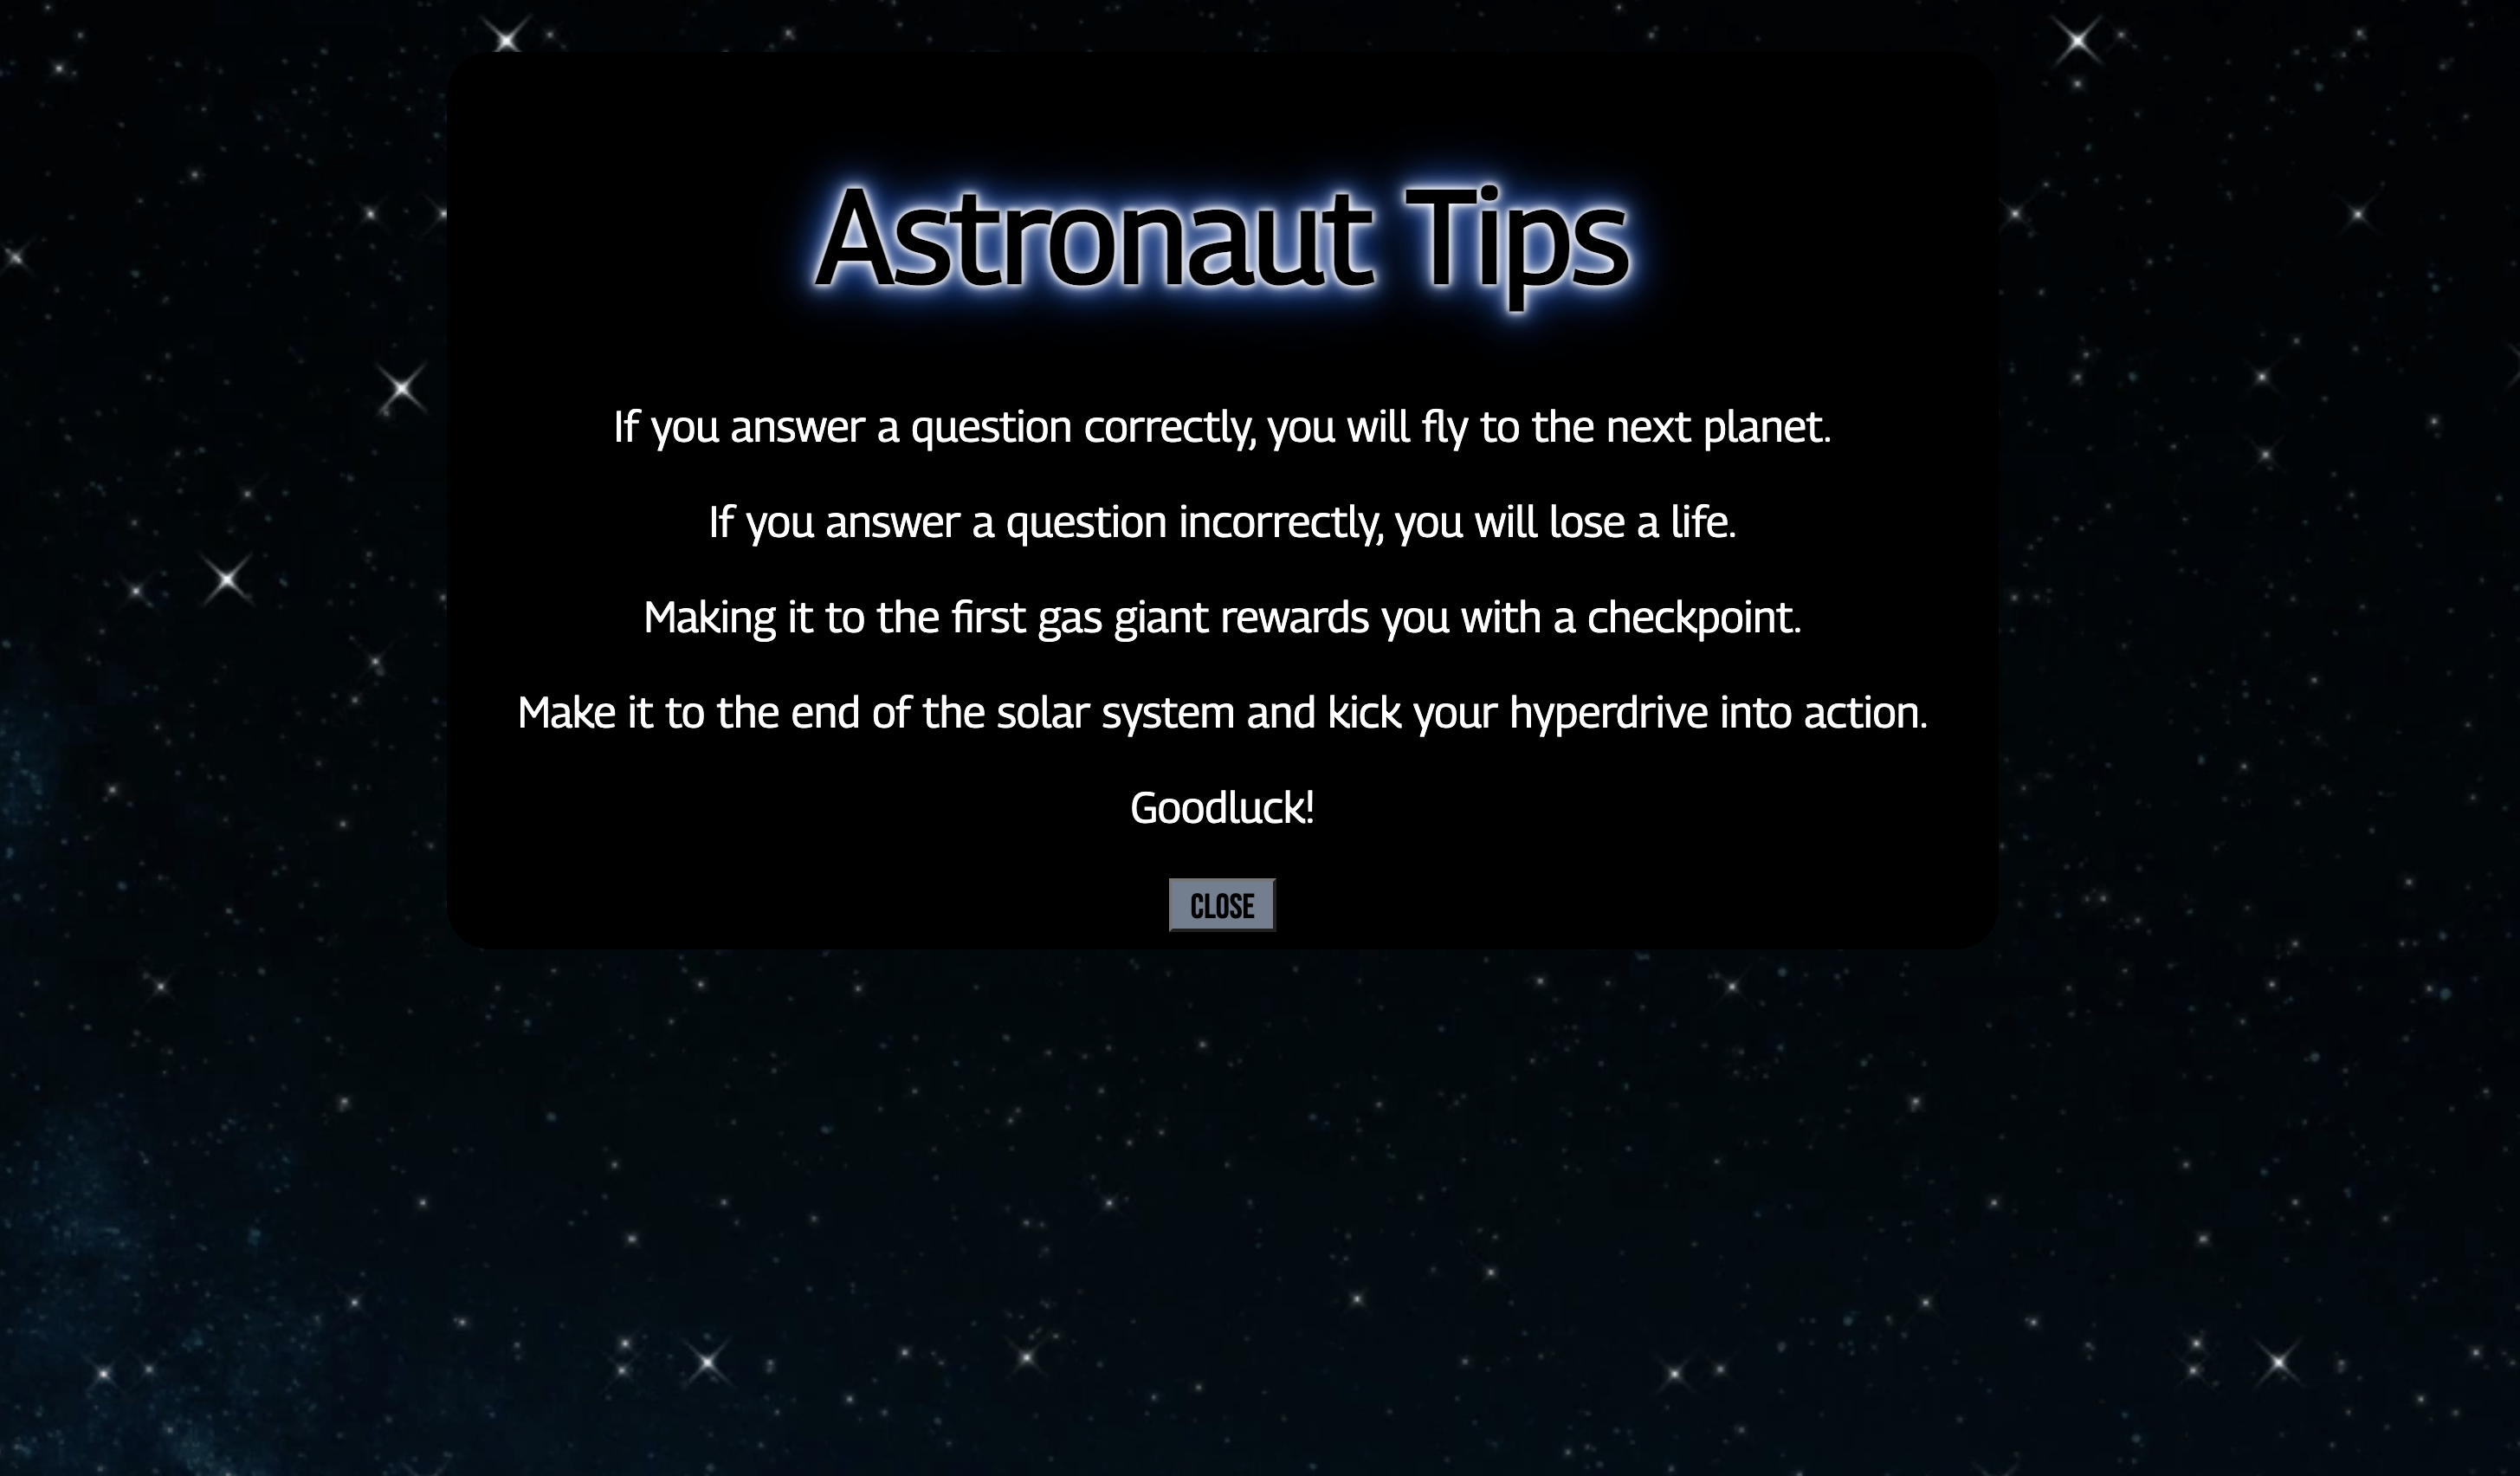 Astronaut Tips
If you answer a question correctly, you will fly to the next planet.
If you answer a question incorrectly, you will lose a life.
Making it to the first gas giant rewards you with a checkpoint.
Make it to the end of the solar system and kick your hyperdrive into action.
Goodluck!
CLOSE